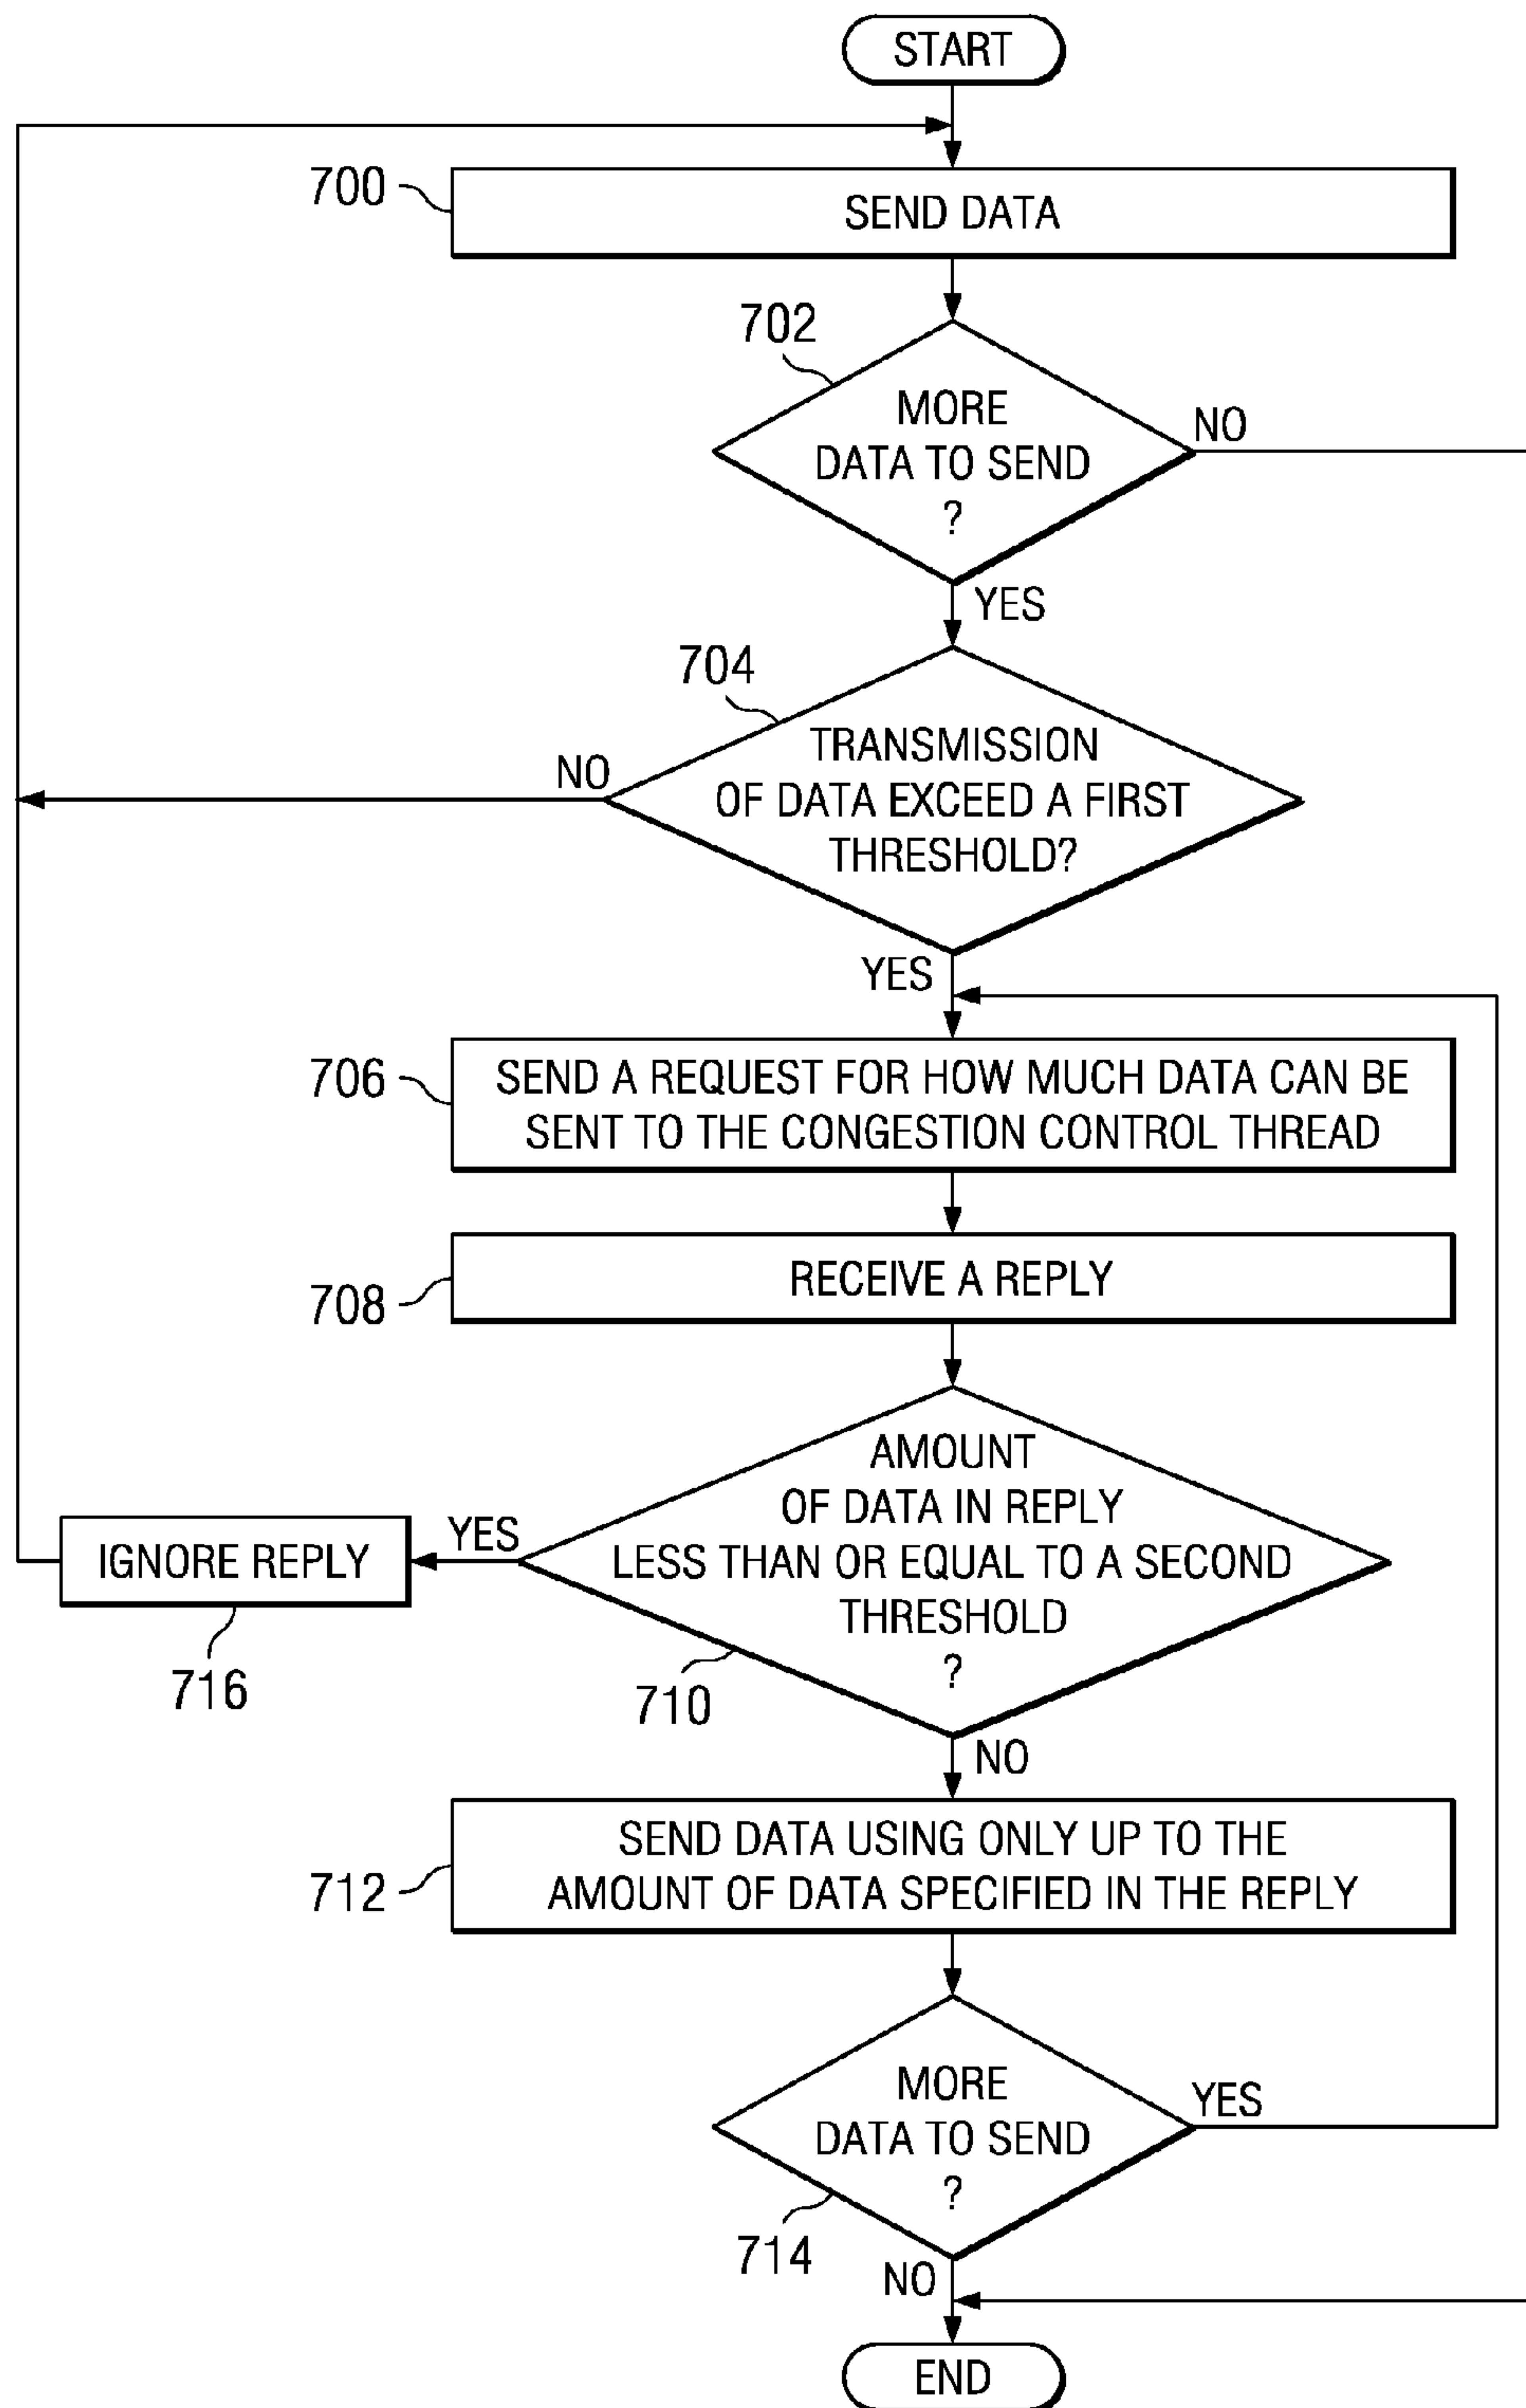 START
700
SEND DATA
702
MORE
DATA TO SEND
?
NO
YES
704
TRANSMISSION
OF DATA EXCEED A FIRST
THRESHOLD?
NO
YES
706
SEND A REQUEST FOR HOW MUCH DATA CAN BE
SENT TO THE CONGESTION CONTROL THREAD
708
RECEIVE A REPLY
AMOUNT
OF DATA IN REPLY
LESS THAN OR EQUAL TO A SECOND
THRESHOLD
?
YES
IGNORE REPLY
716
710
NO
712
SEND DATA USING ONLY UP TO THE
AMOUNT OF DATA SPECIFIED IN THE REPLY
MORE
DATA TO SEND
?
YES
714
NO
END